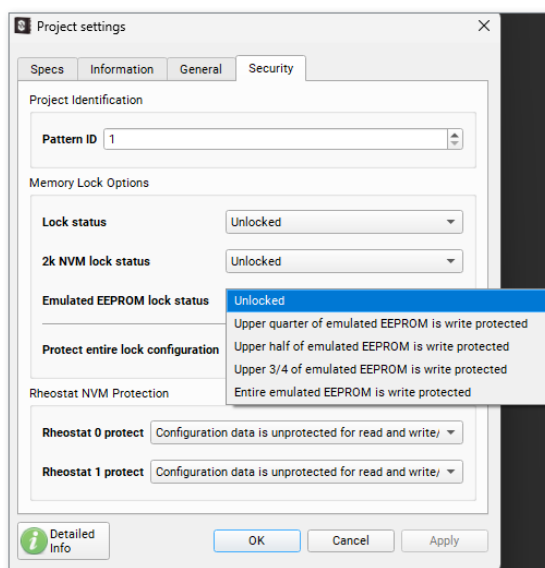 Project settings
Specs Information General Security
Project Identification
Pattern ID 1
Memory Lock Options
Lock status Unlocked
2k NVM lock status Unlocked
Emulated EEPROM lock status Unlocked
Upper quarter of emulated EEPROM is write protected
Upper half of emulated EEPROM is write protected
Protect entire lock configuration Upper 3/4 of emulated EEPROM is write protected
Entire emulated EEPROM is write protected
Rheostat NVM Protection
Rheostat 0 protect Configuration data is unprotected for read and write/
Rheostat 1 protect Configuration data is unprotected for read and write/
Detailed
Info
OK Cancel Apply